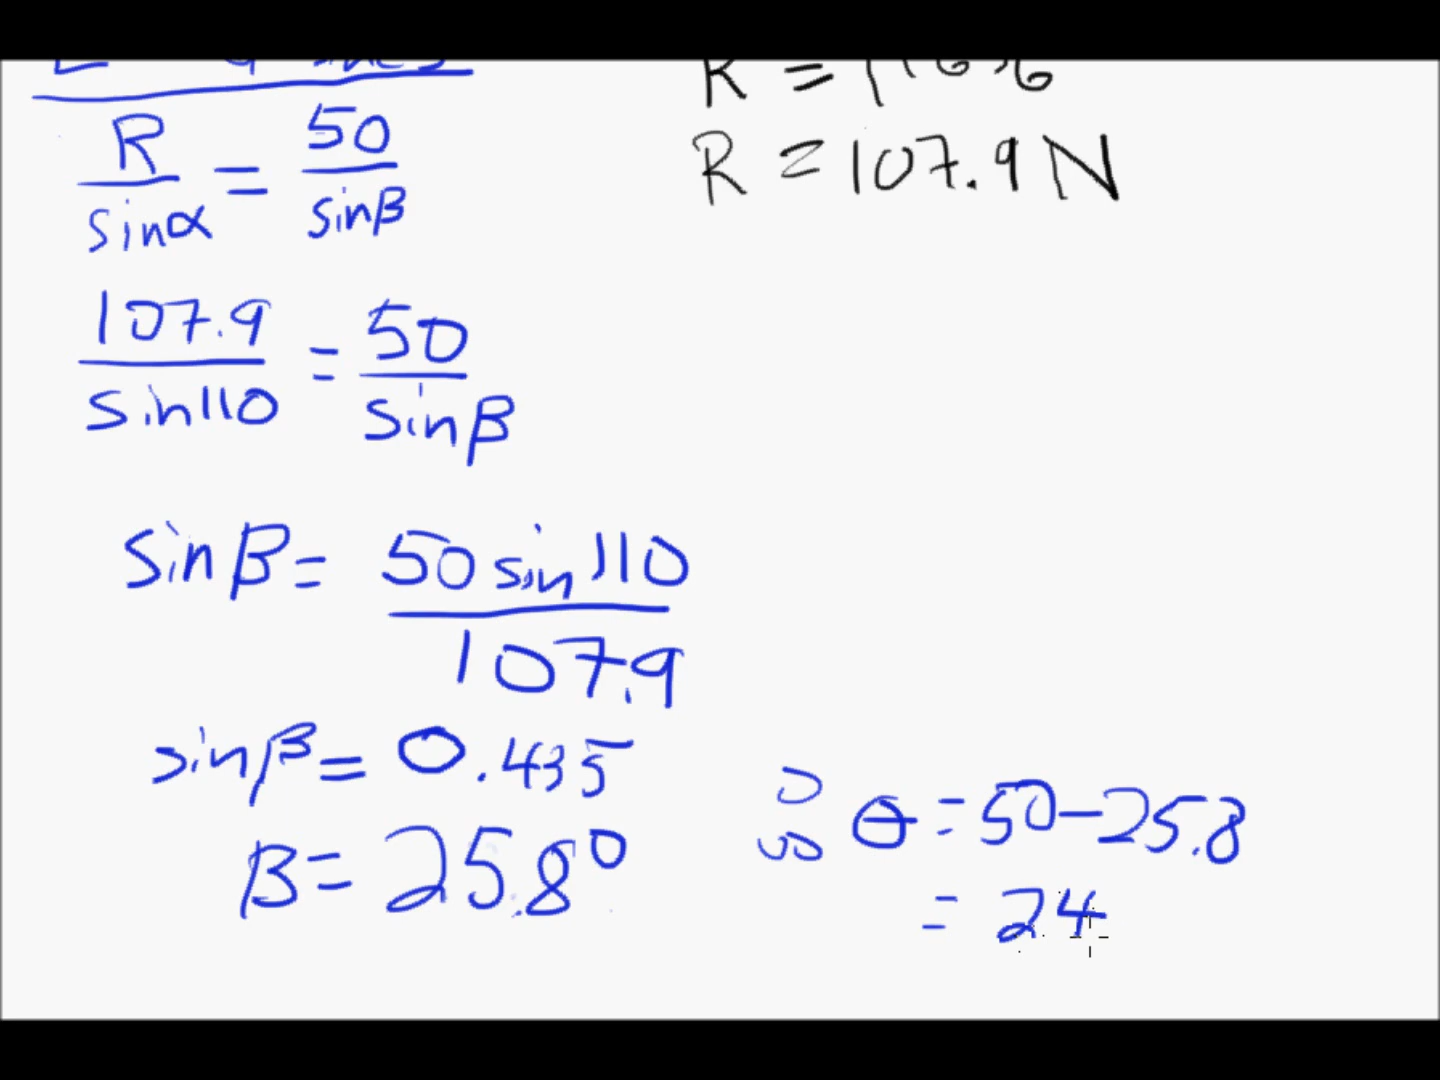 R/sinα = 50/sinβ
107.9/sin110 = 50/sinβ
sinβ = 50 sin110/107.9
sinβ = 0.435
β = 25.8°
R = 107.9 N
θ = 50 - 25.8
= 24